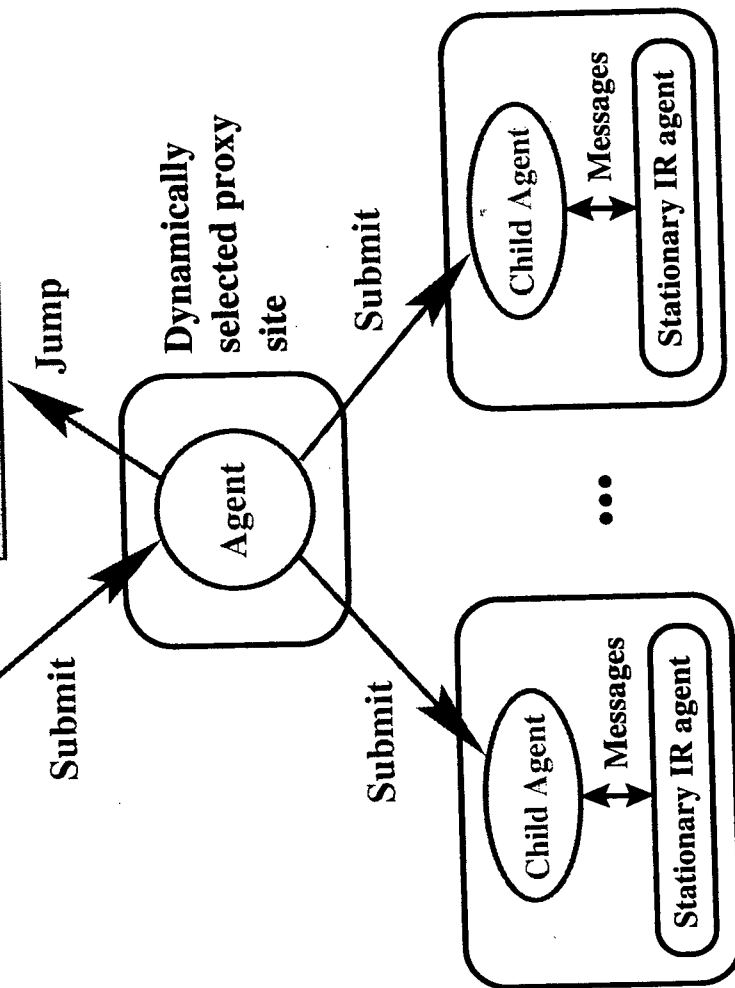 Submit
Jump
Agent
Dynamically
selected proxy
site
Submit
Submit
Child Agent
Messages
Stationary IR agent
...
Child Agent
Messages
Stationary IR agent